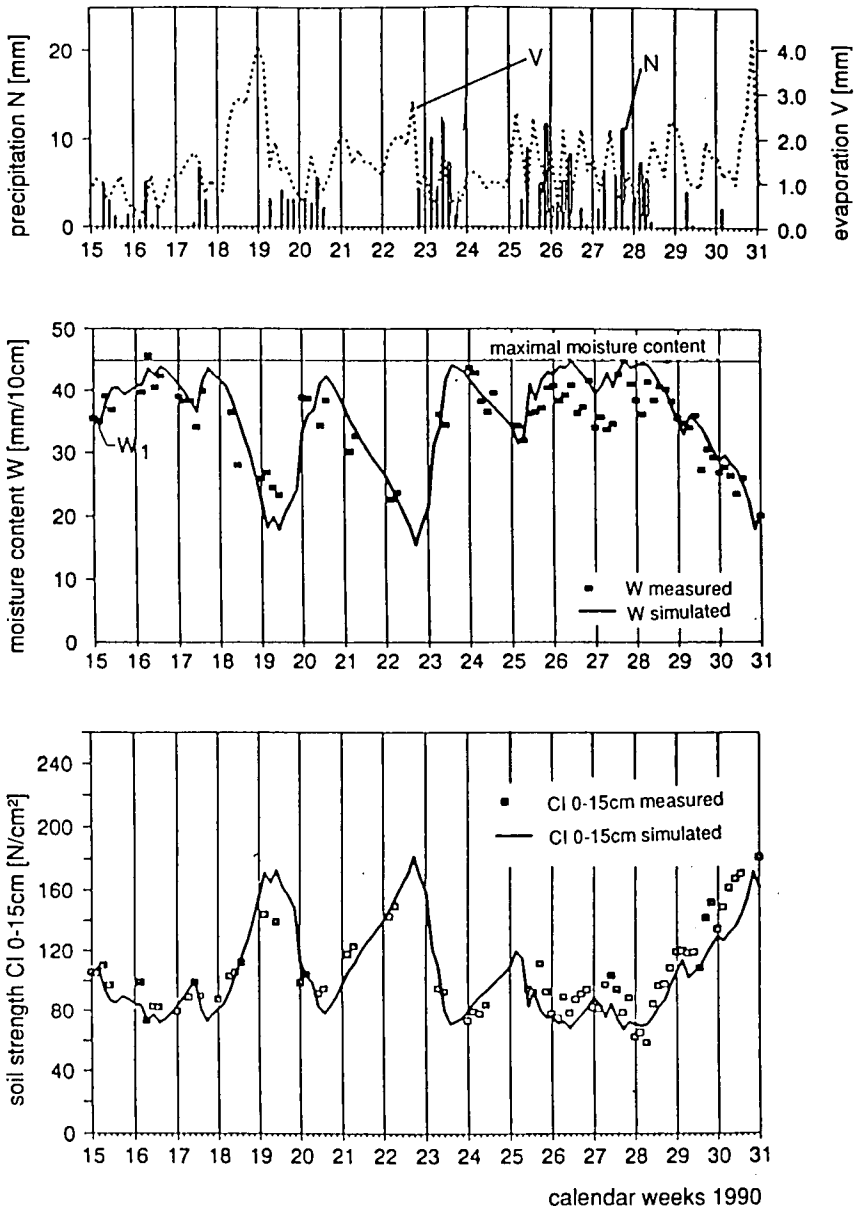 precipitation N [mm]
20
10
0
V
N
4.0
3.0
2.0
1.0
0.0
evaporation V [mm]
15 16 17 18 19 20 21 22 23 24 25 26 27 28 29 30 31
moisture content W [mm/10cm]
50
40
30
20
10
0
maximal moisture content
W1
W measured
W simulated
15 16 17 18 19 20 21 22 23 24 25 26 27 28 29 30 31
soil strength CI 0-15cm [N/cm²]
240
200
160
120
80
40
0
CI 0-15cm measured
CI 0-15cm simulated
15 16 17 18 19 20 21 22 23 24 25 26 27 28 29 30 31
calendar weeks 1990